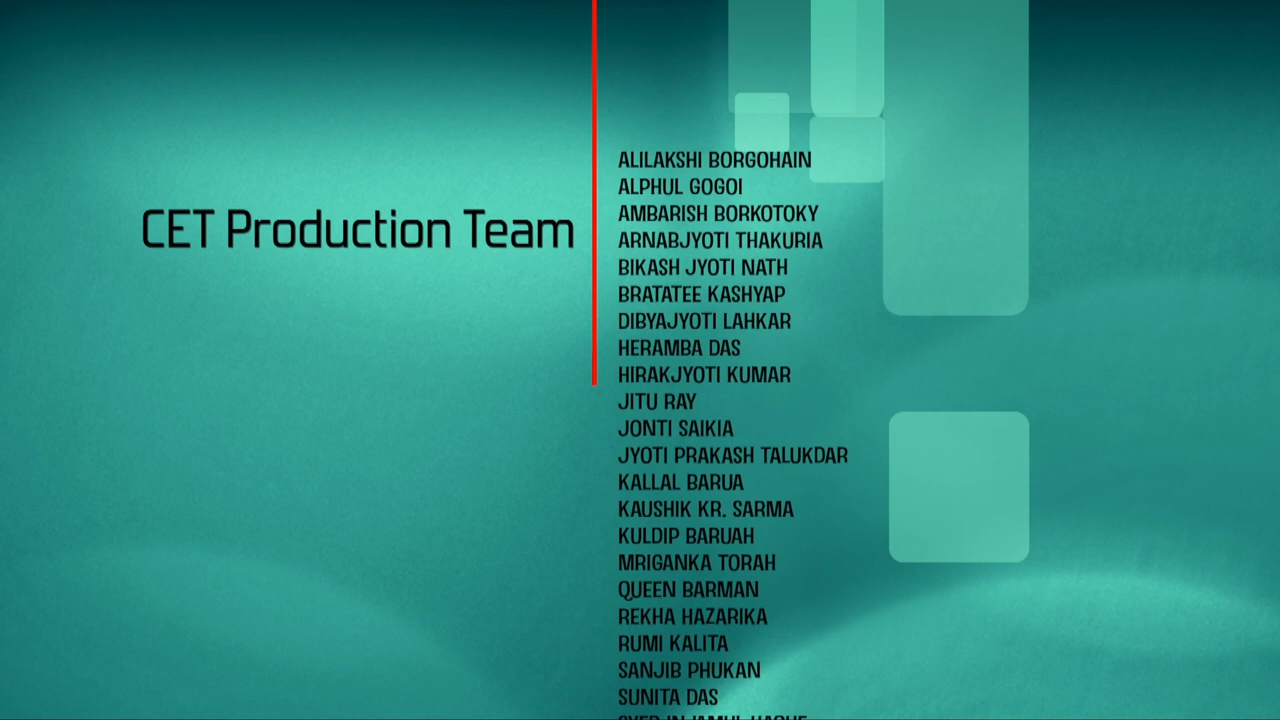 CET Production Team
ALILAKSHI BORGOHAIN
ALPHUL GOGOI
AMBARISH BORKOTOKY
ARNABJYOTI THAKURIA
BIKASH JYOTI NATH
BRATATEE KASHYAP
DIBYAJYOTI LAHKAR
HERAMBA DAS
HIRAKJYOTI KUMAR
JITU RAY
JONTI SAIKIA
JYOTI PRAKASH TALUKDAR
KALLAL BARUA
KAUSHIK KR. SARMA
KULDIP BARUAH
MRIGANKA TORAH
QUEEN BARMAN
REKHA HAZARIKA
RUMI KALITA
SANJIB PHUKAN
SUNITA DAS